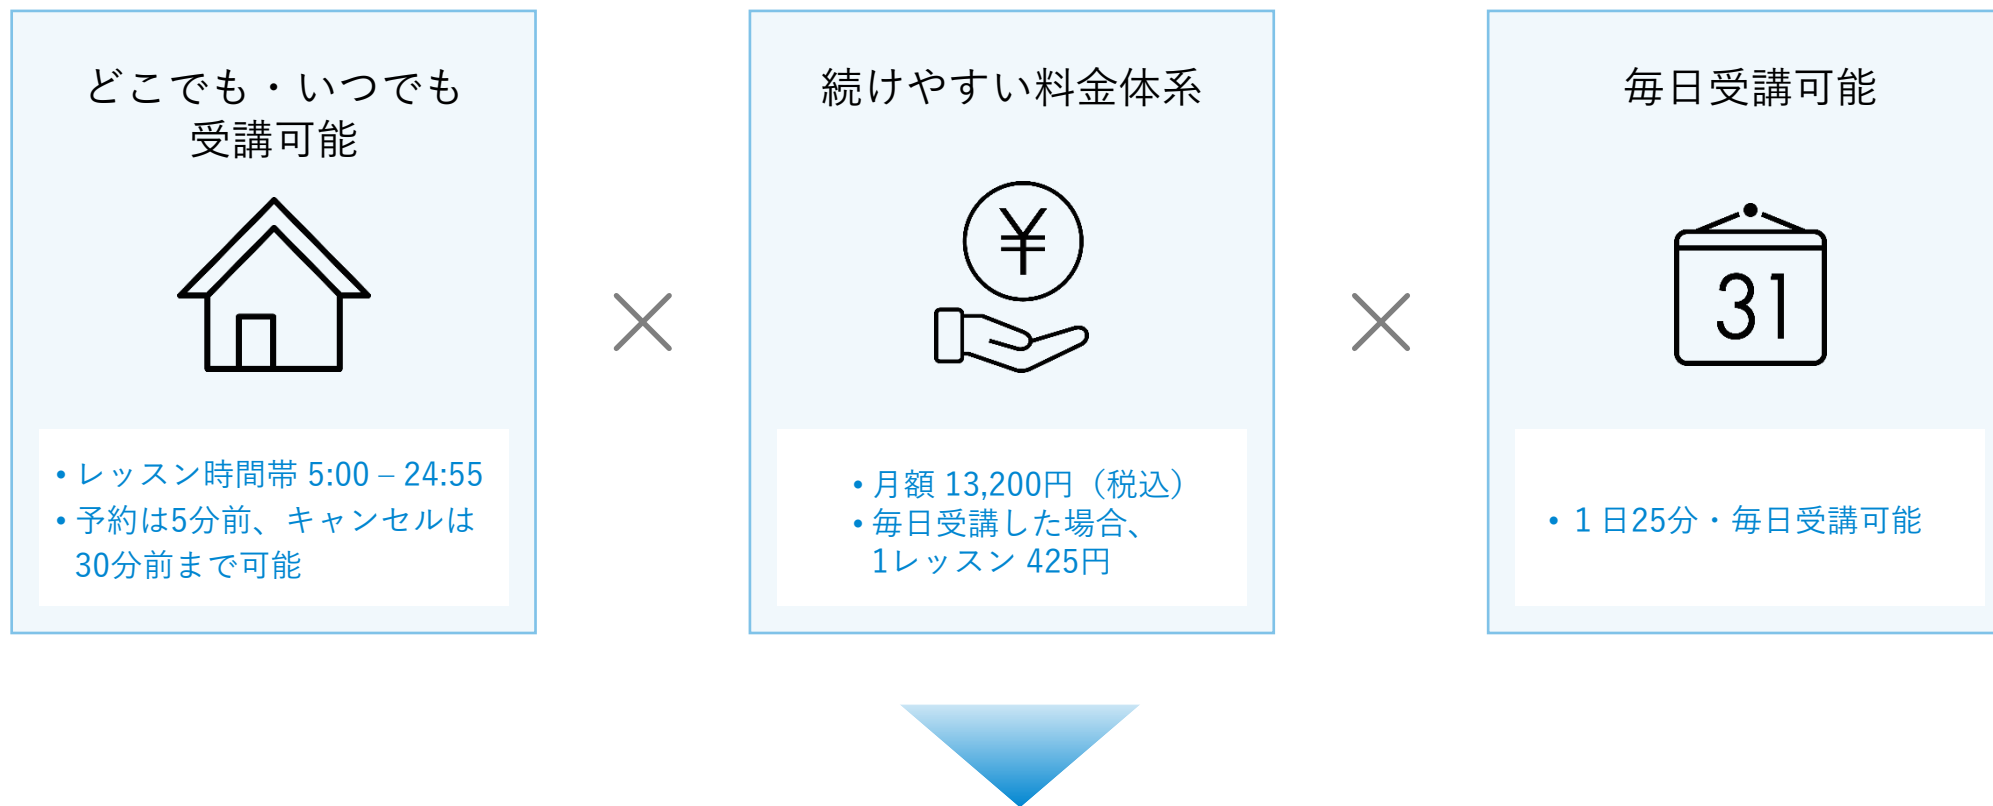 どこでも・いつでも
受講可能
• レッスン時間帯 5:00 – 24:55
• 予約は5分前、キャンセルは
30分前まで可能
続けやすい料金体系
¥
• 月額 13,200円（税込）
• 毎日受講した場合、
1レッスン 425円
毎日受講可能
31
• １日25分・毎日受講可能